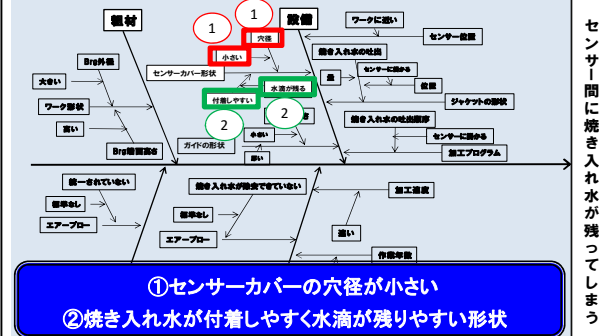 粗材
設備
1
1
穴径
小さい
センサーカバー形状
水滴が残る
付着しやすい
2
2
小さい
ガイドの形状
厚い
ワークに近い
センサー位置
焼き入れ水の吐出
量
センサーに掛かる
位置
ジャケットの形状
焼き入れ水の吐出順序
センサーに掛かる
加工プログラム
Brg外径
大きい
ワーク形状
高い
Brg端面高さ
統一されていない
標準なし
エアーブロー
焼き入れ水が除去できていない
標準なし
エアーブロー
加工速度
速い
作業年数
センサー間に焼き入れ水が残ってしまう
①センサーカバーの穴径が小さい
②焼き入れ水が付着しやすく水滴が残りやすい形状